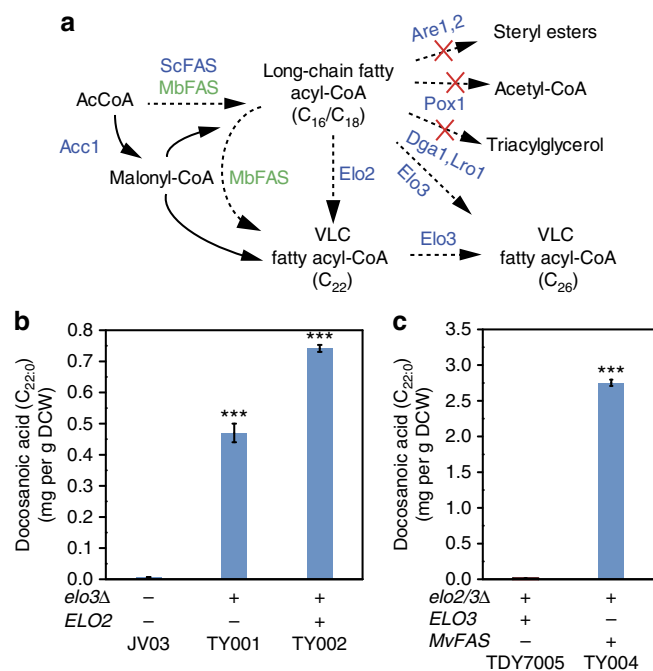 a
Are1,2
Steryl esters
ScFAS
MbFAS
Long-chain fatty
acyl-CoA
(C16/C18)
AcCoA
Acetyl-CoA
Pox1
Acc1
Triacylglycerol
Dga1,Lro1
Malonyl-CoA
MbFAS
Elo2
Elo3
VLC
fatty acyl-CoA
(C22)
Elo3
VLC
fatty acyl-CoA
(C26)
b
Docosanoic acid (C22:0)
(mg per g DCW)
0.8
0.7
0.6
0.5
0.4
0.3
0.2
0.1
0.0
***
***
elo3Δ – + +
ELO2 – – +
JV03 TY001 TY002
c
Docosanoic acid (C22:0)
(mg per g DCW)
3.5
3.0
2.5
2.0
1.5
1.0
0.5
0.0
***
elo2/3Δ + +
ELO3 + –
MvFAS – +
TDY7005 TY004